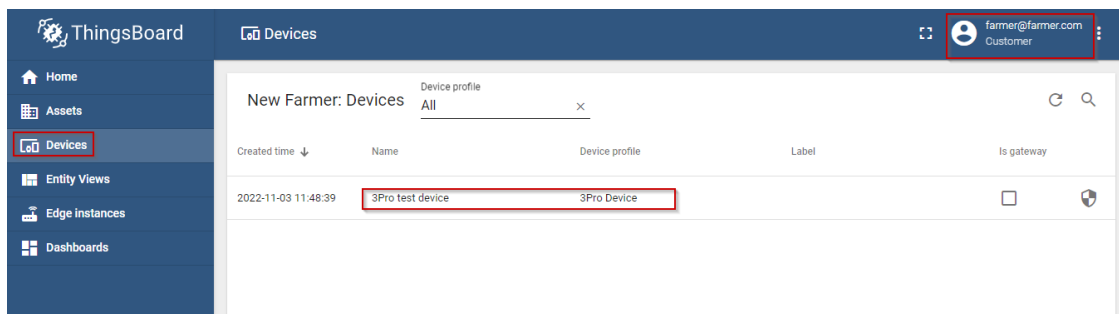 ThingsBoard
Devices
farmer@farmer.com
Customer
Home
Assets
Devices
Entity Views
Edge instances
Dashboards
New Farmer: Devices
Device profile
All
Created time Name Device profile Label Is gateway
2022-11-03 11:48:39 3Pro test device 3Pro Device